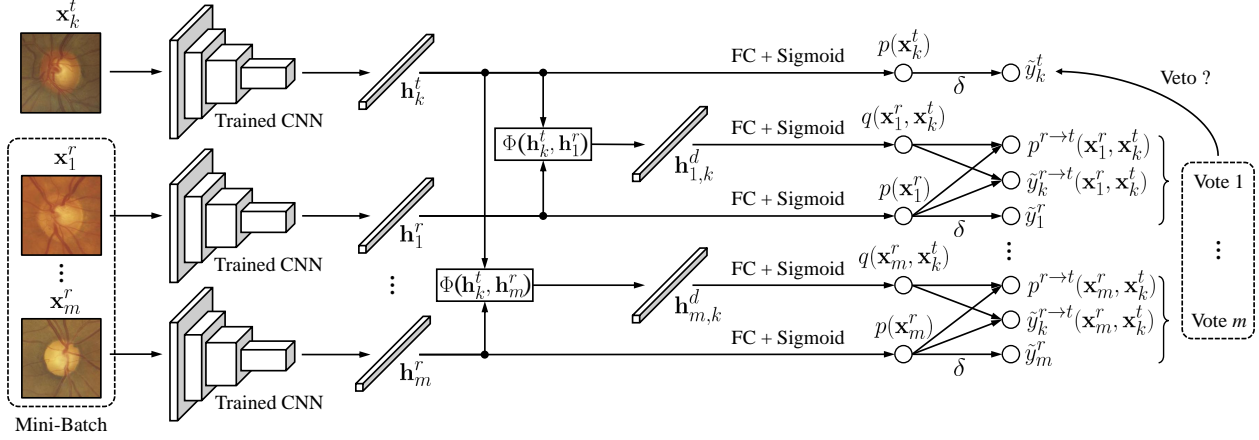 x_k^t
Trained CNN
h_k^t
FC + Sigmoid
p(x_k^t)
δ
ỹ_k^t
Veto ?
x_1^r
Φ(h_k^t, h_1^r)
h_{1,k}^d
FC + Sigmoid
q(x_1^r, x_k^t)
p^{r→t}(x_1^r, x_k^t)
ỹ_k^{r→t}(x_1^r, x_k^t)
Vote 1
Trained CNN
h_1^r
FC + Sigmoid
p(x_1^r)
δ
ỹ_1^r
⋮
x_m^r
⋮
Φ(h_k^t, h_m^r)
h_{m,k}^d
FC + Sigmoid
q(x_m^r, x_k^t)
⋮
p^{r→t}(x_m^r, x_k^t)
ỹ_k^{r→t}(x_m^r, x_k^t)
⋮
Vote m
Trained CNN
h_m^r
FC + Sigmoid
p(x_m^r)
δ
ỹ_m^r
Mini-Batch